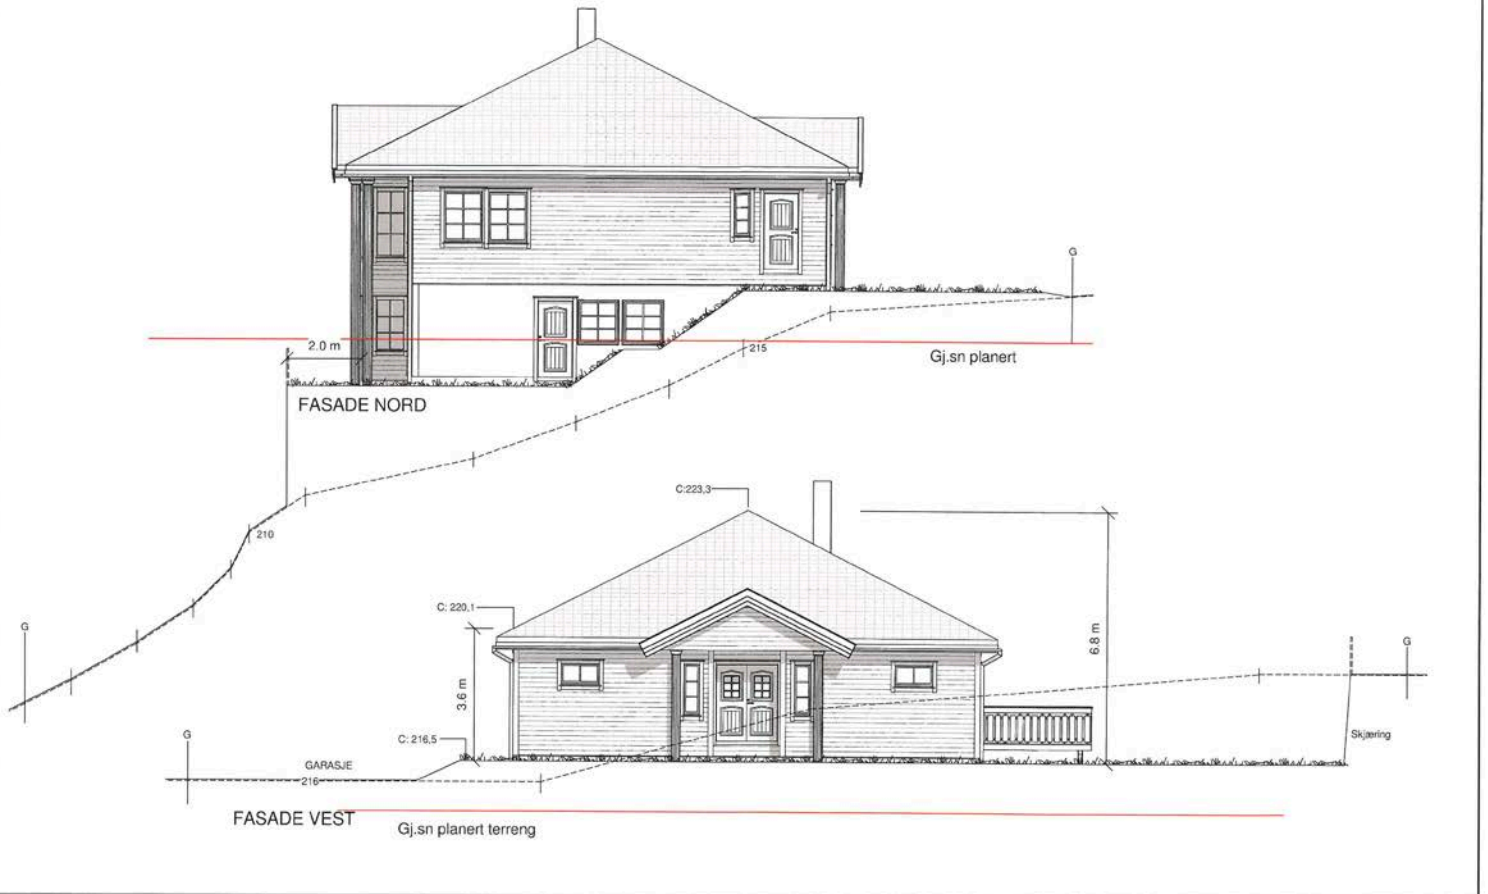 G
2.0 m
215
Gj.sn planert
FASADE NORD
C:223,3
210
C: 220,1
G
6.8 m
G
3.6 m
G
C: 216,5
Skjæring
GARASJE
216
FASADE VEST
Gj.sn planert terreng